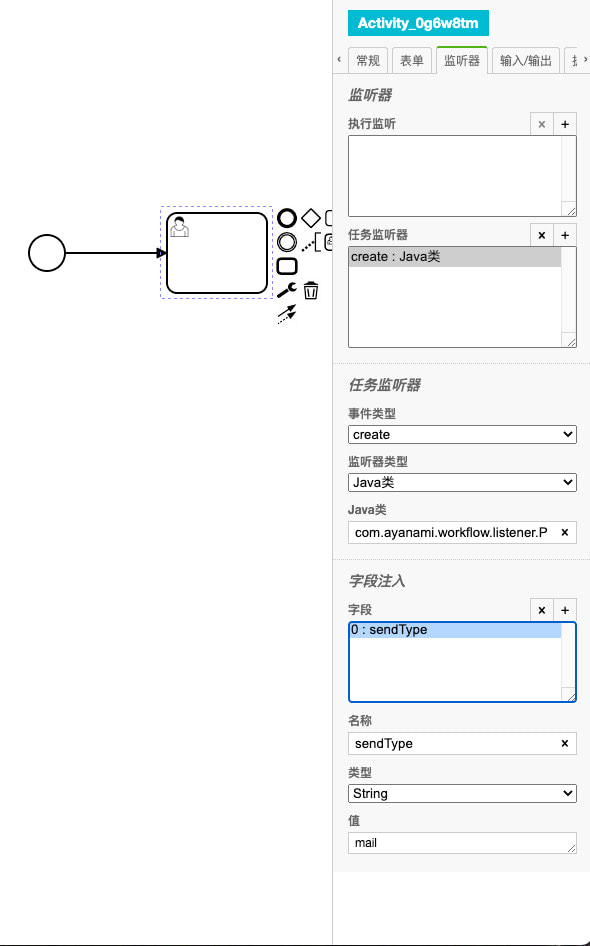 Activity_0g6w8tm
‹ 常规 表单 监听器 输入/输出 ›
监听器
执行监听 × +
任务监听器 × +
create : Java类
任务监听器
事件类型
create
监听器类型
Java类
Java类
com.ayanami.workflow.listener.P ×
字段注入
字段 × +
0 : sendType
名称
sendType ×
类型
String
值
mail